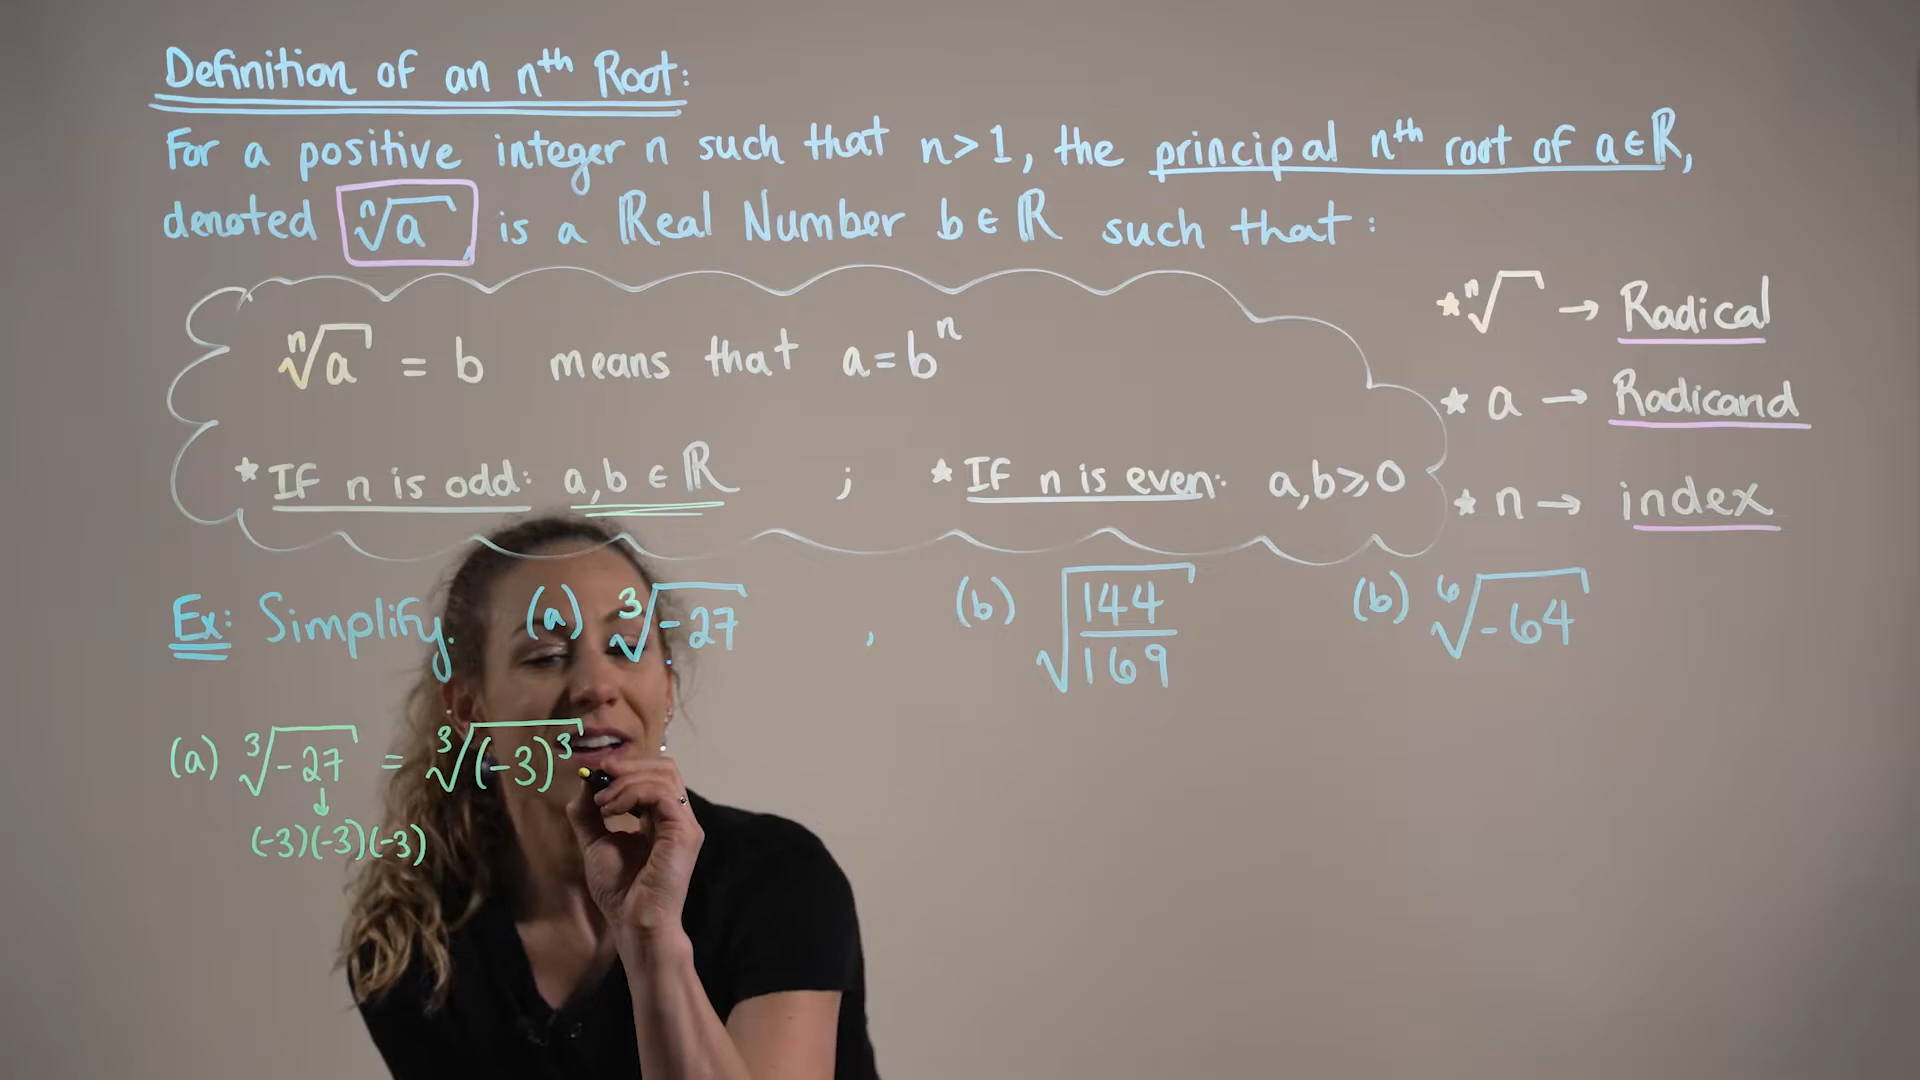 Definition of an nᵗʰ Root:
For a positive integer n such that n>1, the principal nᵗʰ root of a∈ℝ,
denoted ⁿ√a, is a Real Number b∈ℝ such that:
ⁿ√a = b means that a=bⁿ
*If n is odd: a,b ∈ ℝ ; *If n is even: a,b⩾0
*ⁿ√ → Radical
* a → Radicand
* n → index
Ex: Simplify. (a) ³√-27 , (b) √144/169 (b) ⁶√-64
(a) ³√-27 = ³√(-3)³
↓
(-3)(-3)(-3)